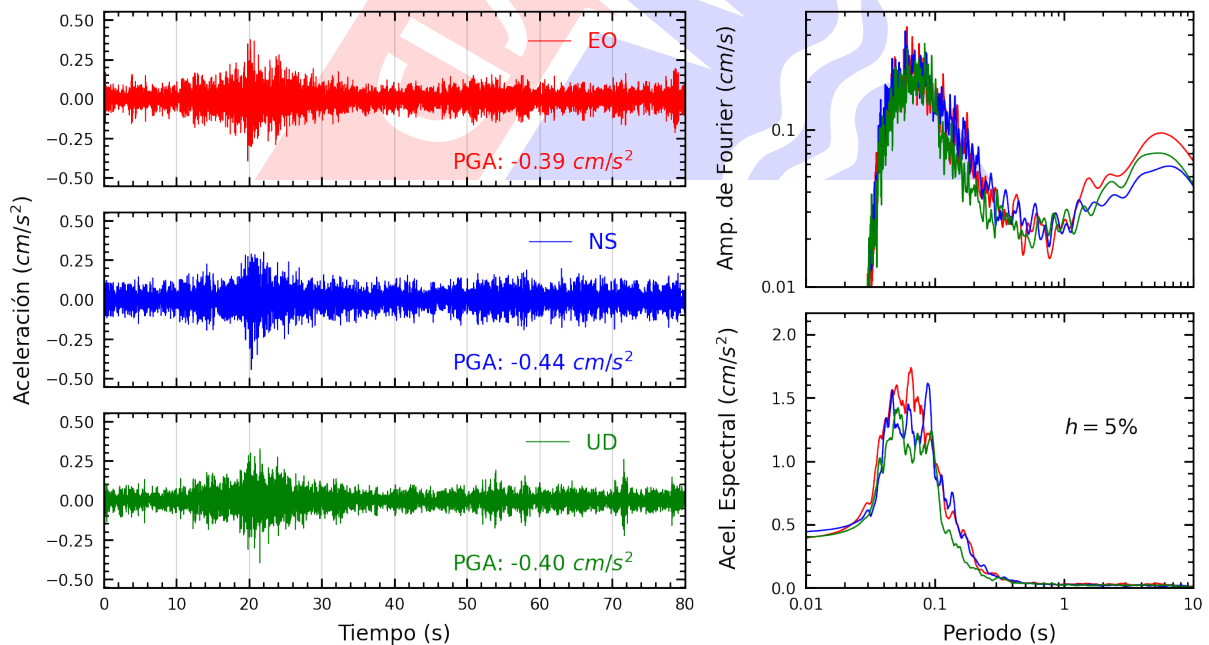 Aceleración (cm/s²)
0.50
0.25
0.00
-0.25
-0.50
EO
PGA: -0.39 cm/s²
0.50
0.25
0.00
-0.25
-0.50
NS
PGA: -0.44 cm/s²
0.50
0.25
0.00
-0.25
-0.50
UD
PGA: -0.40 cm/s²
0 10 20 30 40 50 60 70 80
Tiempo (s)
Amp. de Fourier (cm/s)
0.1
0.01
Acel. Espectral (cm/s²)
2.0
1.5
1.0
0.5
0.0
h = 5%
0.01 0.1 1 10
Periodo (s)